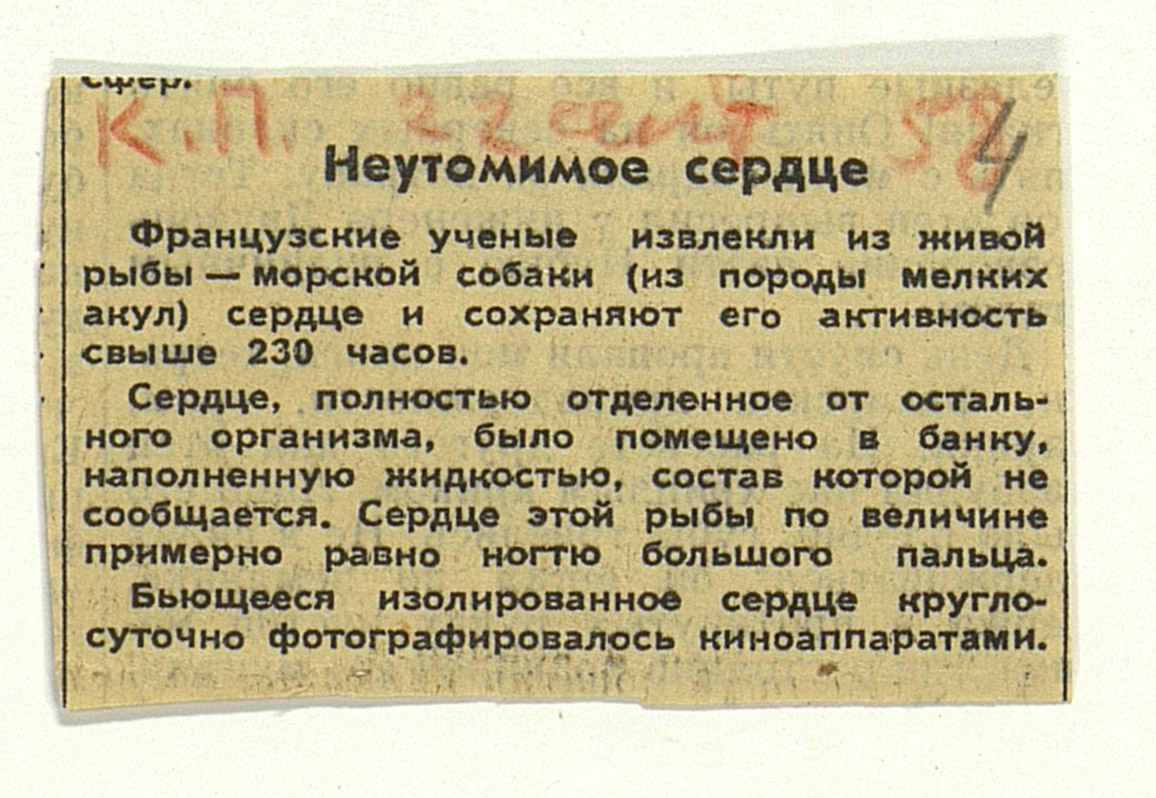 сфер.
К.П. 22 сент 58
4
Неутомимое сердце
Французские ученые извлекли из живой
рыбы — морской собаки (из породы мелких
акул) сердце и сохраняют его активность
свыше 230 часов.
Сердце, полностью отделенное от осталь-
ного организма, было помещено в банку,
наполненную жидкостью, состав которой не
сообщается. Сердце этой рыбы по величине
примерно равно ногтю большого пальца.
Бьющееся изолированное сердце кругло-
суточно фотографировалось киноаппаратами.